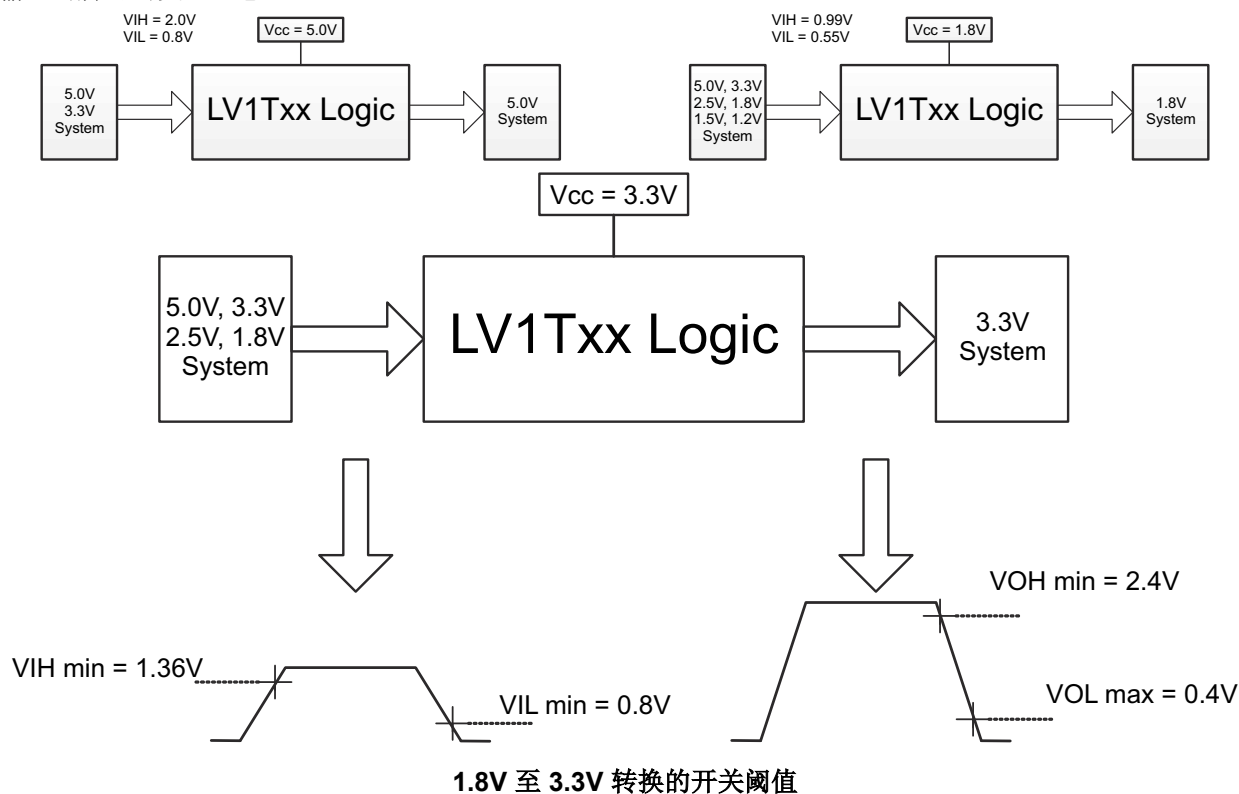 VIH = 2.0V
VIL = 0.8V
Vcc = 5.0V
5.0V
3.3V
System
LV1Txx Logic
5.0V
System
VIH = 0.99V
VIL = 0.55V
Vcc = 1.8V
5.0V, 3.3V
2.5V, 1.8V
1.5V, 1.2V
System
LV1Txx Logic
1.8V
System
Vcc = 3.3V
5.0V, 3.3V
2.5V, 1.8V
System
LV1Txx Logic
3.3V
System
VIH min = 1.36V
VIL min = 0.8V
VOH min = 2.4V
VOL max = 0.4V
1.8V 至 3.3V 转换的开关阈值